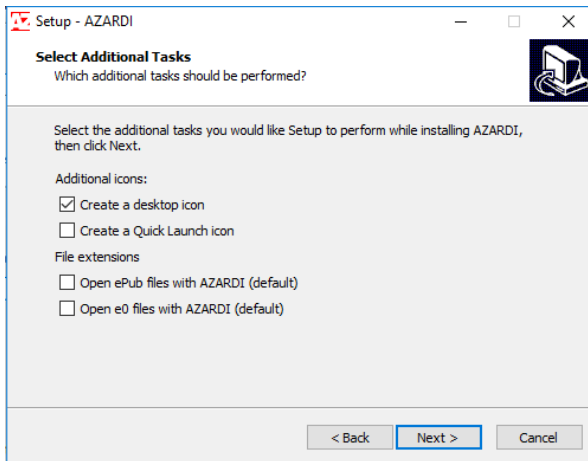 Setup - AZARDI
Select Additional Tasks
Which additional tasks should be performed?
Select the additional tasks you would like Setup to perform while installing AZARDI,
then click Next.
Additional icons:
Create a desktop icon
Create a Quick Launch icon
File extensions
Open ePub files with AZARDI (default)
Open e0 files with AZARDI (default)
< Back Next > Cancel